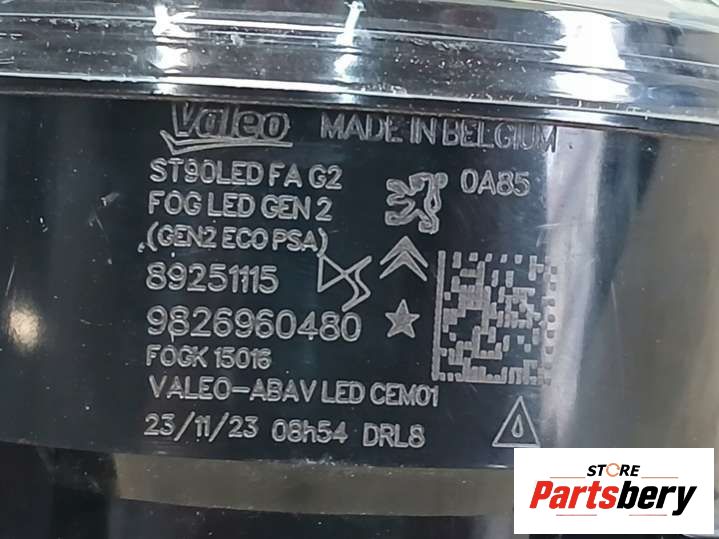 Valeo MADE IN BELGIUM
ST90LED FA G2 0A85
FOG LED GEN 2
(GEN2 ECO PSA)
89251115 DS
9826960480
FOGK 15016
VALEO-ABAV LED CEM01
23/11/23 08h54 DRL8
STORE
Partsbery